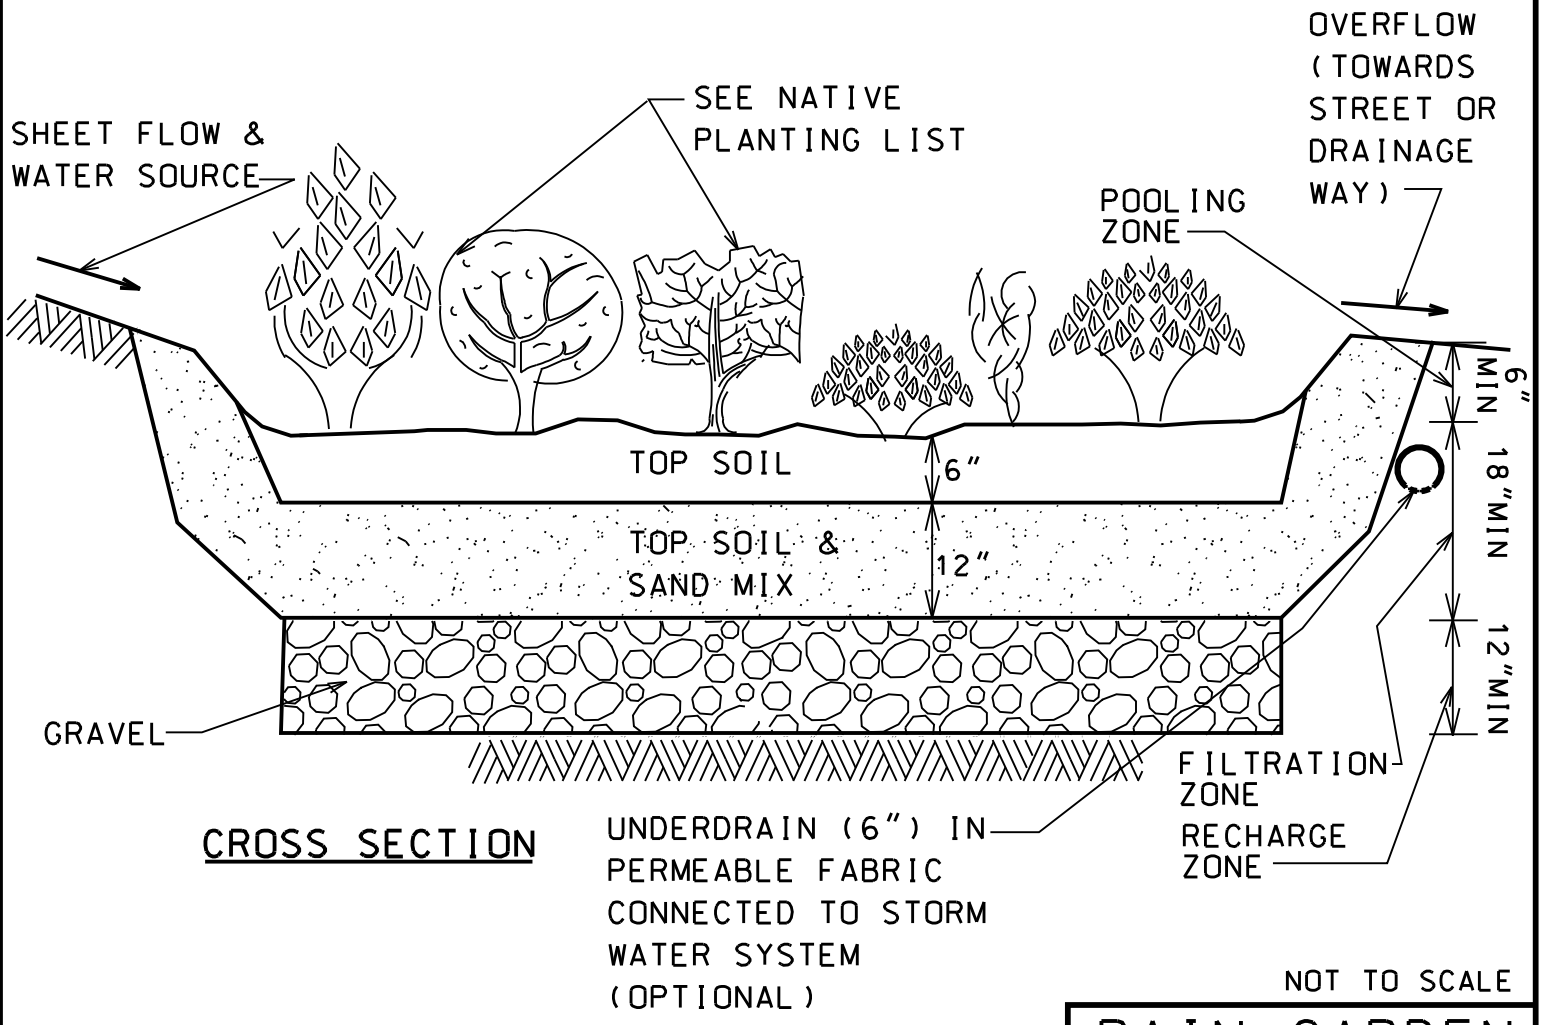 OVERFLOW
(TOWARDS
STREET OR
DRAINAGE
WAY)
SEE NATIVE
PLANTING LIST
SHEET FLOW &
WATER SOURCE
POOLING
ZONE
6" MIN
TOP SOIL
6"
18"MIN
TOP SOIL &
SAND MIX
12"
12"MIN
GRAVEL
FILTRATION
ZONE
RECHARGE
ZONE
CROSS SECTION
UNDERDRAIN (6") IN
PERMEABLE FABRIC
CONNECTED TO STORM
WATER SYSTEM
(OPTIONAL)
NOT TO SCALE
RAIN GARDEN